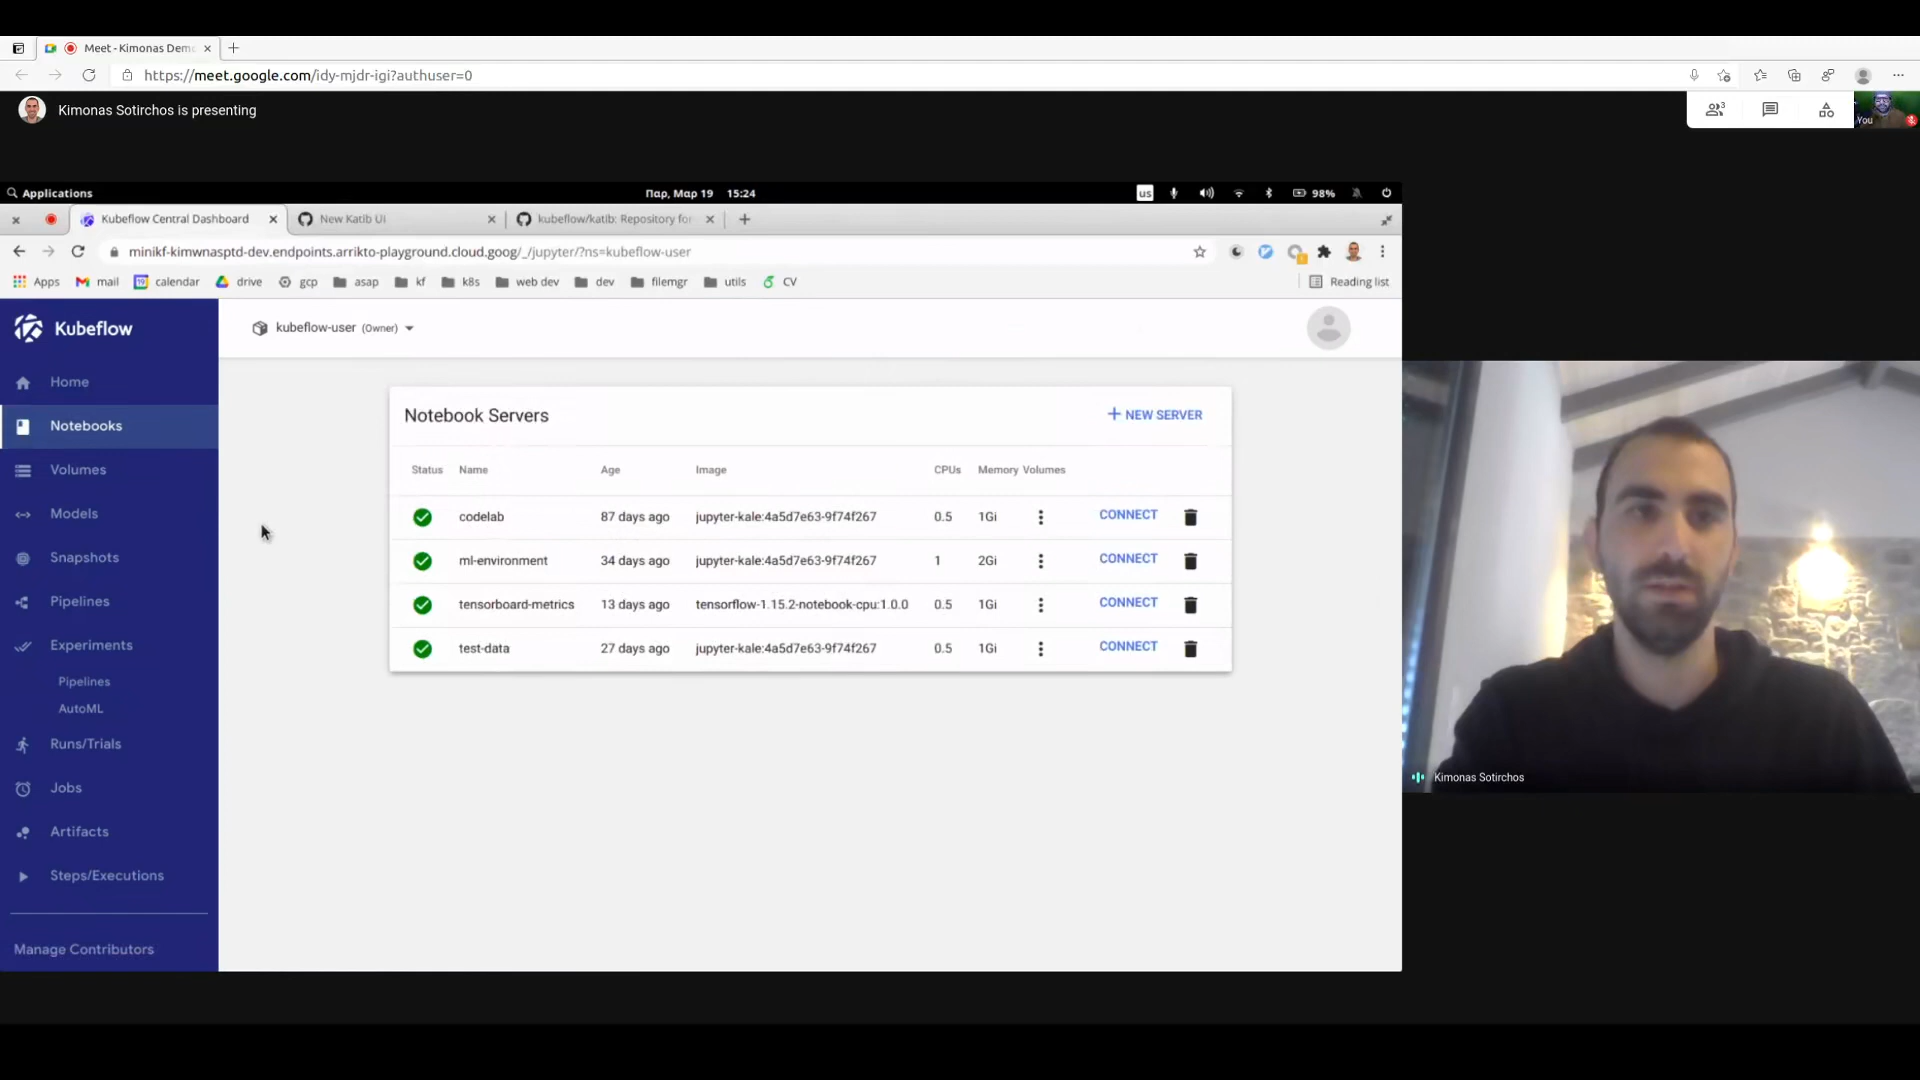 Meet - Kimonas Demo
https://meet.google.com/idy-mjdr-igi?authuser=0
Kimonas Sotirchos is presenting
3
You
Applications
Παρ, Μαρ 19 15:24
us
98%
Kubeflow Central Dashboard
New Katib UI
kubeflow/katib: Repository for
minikf-kimwnasptd-dev.endpoints.arrikto-playground.cloud.goog/_/jupyter/?ns=kubeflow-user
Apps
mail
calendar
drive
gcp
asap
kf
k8s
web dev
dev
filemgr
utils
CV
Reading list
Kubeflow
kubeflow-user (Owner)
Home
Notebooks
Volumes
Models
Snapshots
Pipelines
Experiments
Pipelines
AutoML
Runs/Trials
Jobs
Artifacts
Steps/Executions
Manage Contributors
Notebook Servers
+ NEW SERVER
Status Name Age Image CPUs Memory Volumes
codelab 87 days ago jupyter-kale:4a5d7e63-9f74f267 0.5 1Gi CONNECT
ml-environment 34 days ago jupyter-kale:4a5d7e63-9f74f267 1 2Gi CONNECT
tensorboard-metrics 13 days ago tensorflow-1.15.2-notebook-cpu:1.0.0 0.5 1Gi CONNECT
test-data 27 days ago jupyter-kale:4a5d7e63-9f74f267 0.5 1Gi CONNECT
Kimonas Sotirchos